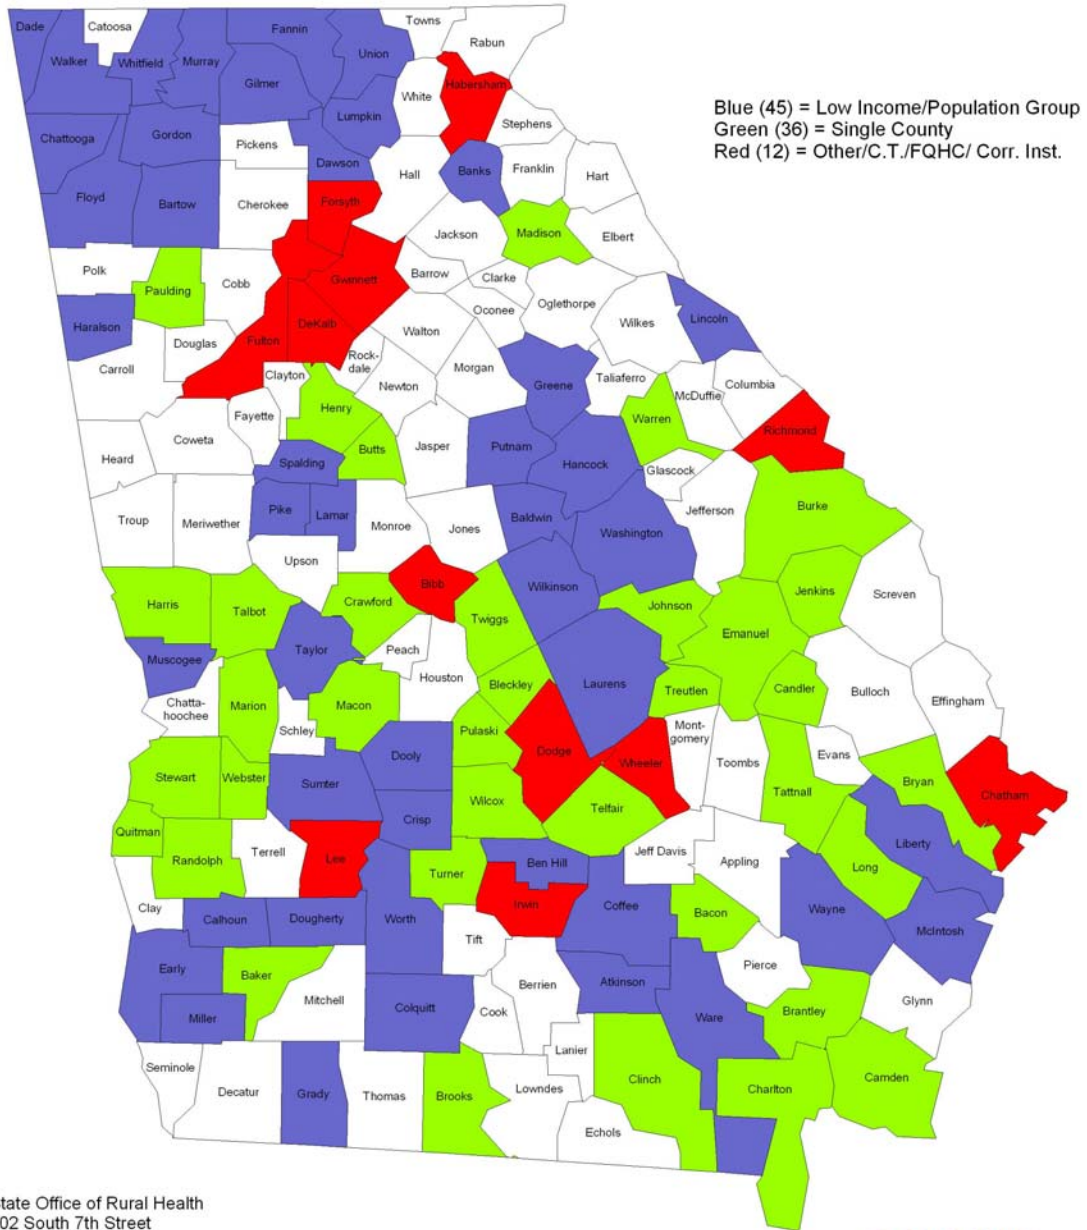 Towns
Dade
Catoosa
Fannin
Rabun
Union
Walker
Whitfield
Murray
Gilmer
Habersham
White
Blue (45) = Low Income/Population Group
Green (36) = Single County
Red (12) = Other/C.T./FQHC/ Corr. Inst.
Lumpkin
Stephens
Chattooga
Gordon
Pickens
Dawson
Hall
Banks
Franklin
Hart
Floyd
Bartow
Cherokee
Forsyth
Jackson
Madison
Elbert
Polk
Paulding
Cobb
Gwinnett
Barrow
Clarke
Oconee
Oglethorpe
Haralson
Douglas
Fulton
DeKalb
Walton
Wilkes
Lincoln
Carroll
Clayton
Rock-
dale
Newton
Morgan
Greene
Taliaferro
McDuffie
Columbia
Fayette
Henry
Warren
Richmond
Heard
Coweta
Spalding
Butts
Jasper
Putnam
Hancock
Glascock
Troup
Meriwether
Pike
Lamar
Monroe
Jones
Baldwin
Washington
Jefferson
Burke
Upson
Bibb
Wilkinson
Screven
Harris
Talbot
Crawford
Twiggs
Johnson
Jenkins
Emanuel
Muscogee
Taylor
Peach
Houston
Bleckley
Laurens
Treutlen
Candler
Bulloch
Effingham
Chatta-
hoochee
Marion
Schley
Macon
Pulaski
Mont-
gomery
Dooly
Dodge
Wheeler
Toombs
Evans
Stewart
Webster
Sumter
Wilcox
Telfair
Tattnall
Bryan
Chatham
Quitman
Randolph
Terrell
Lee
Crisp
Turner
Ben Hill
Jeff Davis
Appling
Long
Liberty
Clay
Calhoun
Dougherty
Worth
Irwin
Coffee
Bacon
Wayne
McIntosh
Tift
Early
Baker
Mitchell
Berrien
Atkinson
Pierce
Miller
Colquitt
Cook
Ware
Brantley
Glynn
Seminole
Lanier
Decatur
Grady
Thomas
Brooks
Lowndes
Clinch
Charlton
Camden
Echols
tate Office of Rural Health
02 South 7th Street